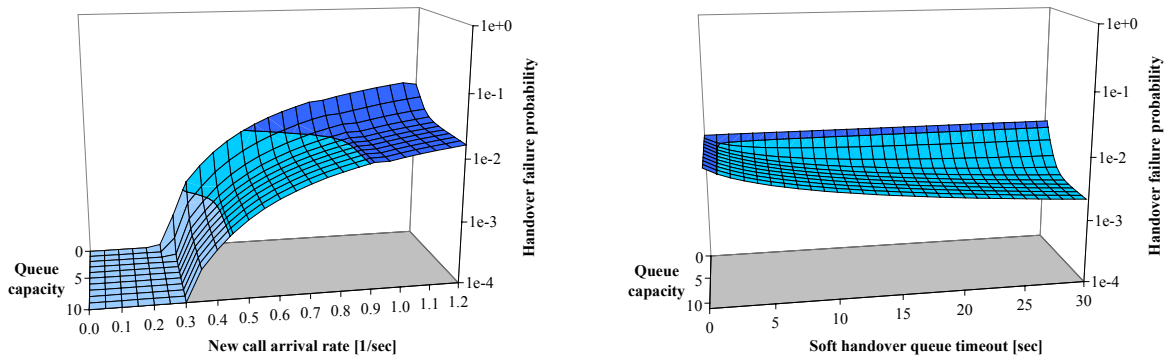 1e+0
1e-1
1e-2
1e-3
1e-4
Handover failure probability
0
5
10
Queue
capacity
0.0 0.1 0.2 0.3 0.4 0.5 0.6 0.7 0.8 0.9 1.0 1.1 1.2
New call arrival rate [1/sec]
1e+0
1e-1
1e-2
1e-3
1e-4
Handover failure probability
0
5
10
Queue
capacity
0 5 10 15 20 25 30
Soft handover queue timeout [sec]